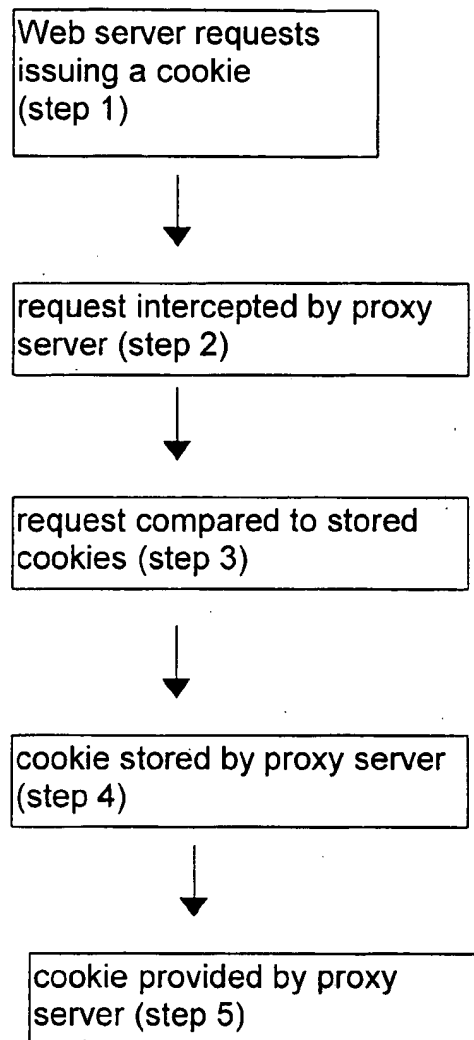 Web server requests
issuing a cookie
(step 1)
request intercepted by proxy
server (step 2)
request compared to stored
cookies (step 3)
cookie stored by proxy server
(step 4)
cookie provided by proxy
server (step 5)